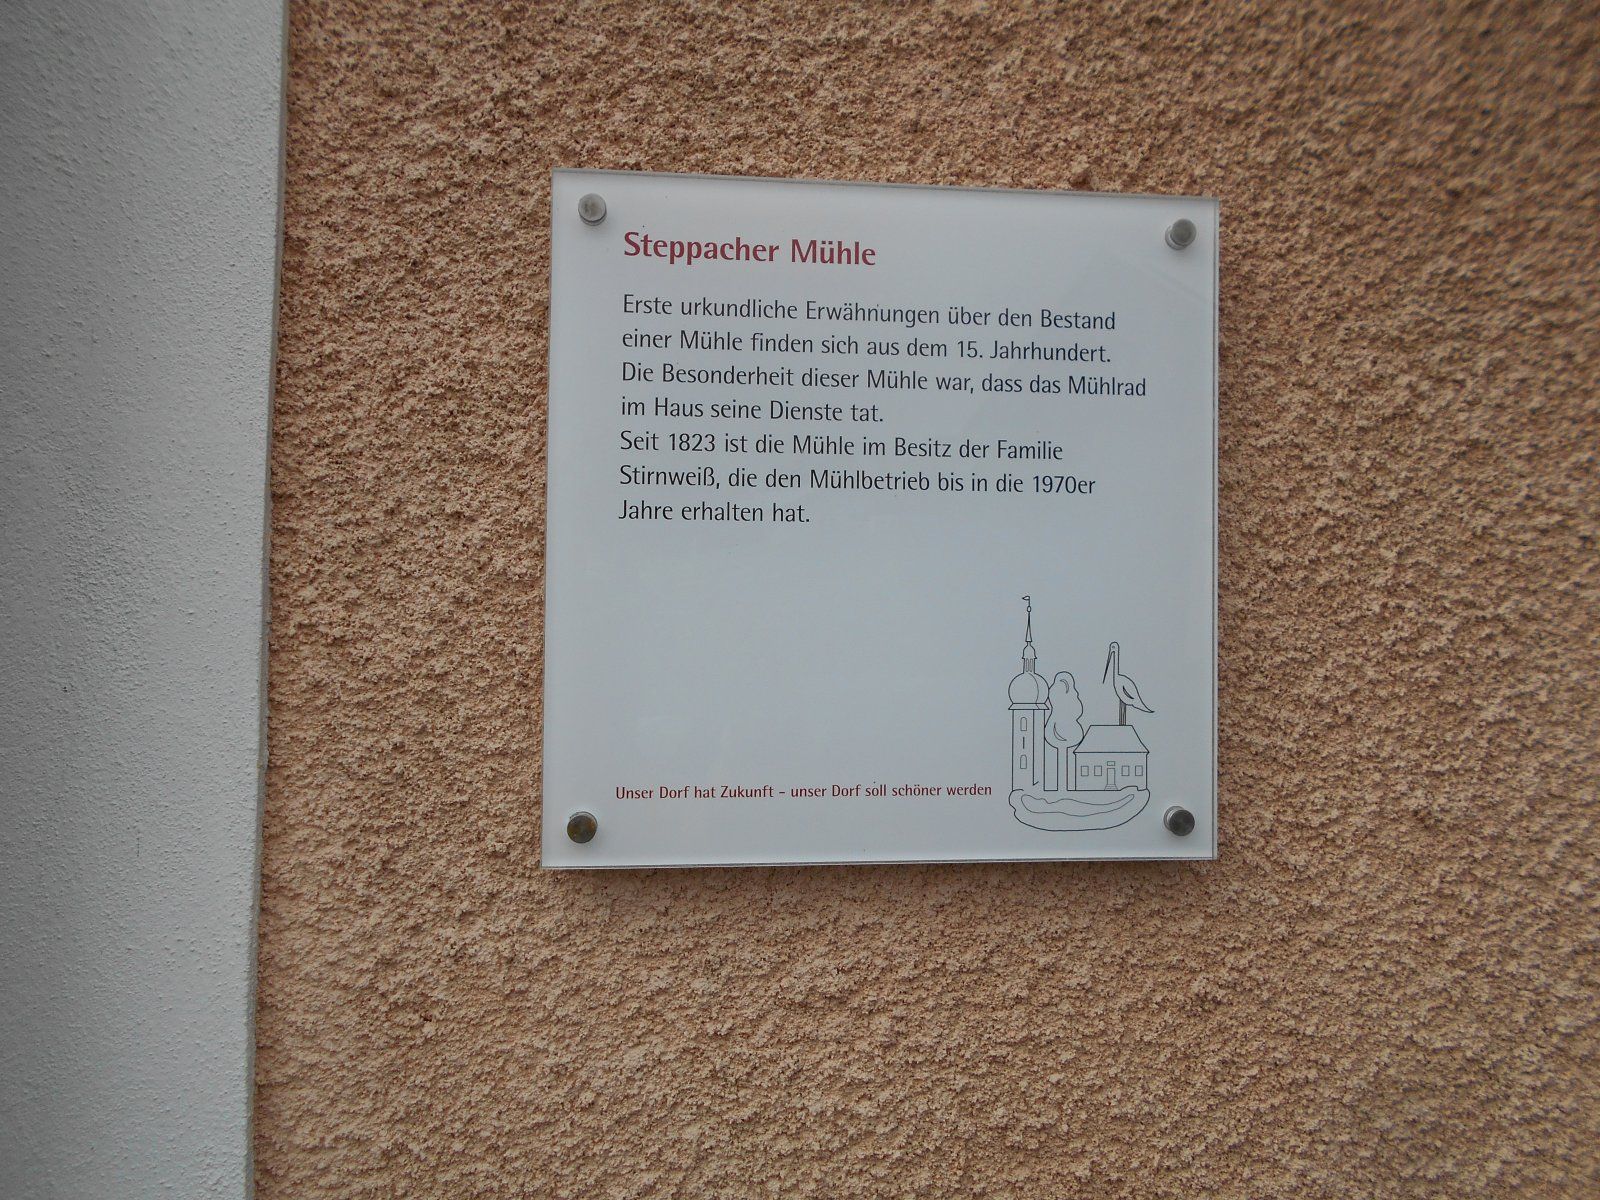 Steppacher Mühle
Erste urkundliche Erwähnungen über den Bestand
einer Mühle finden sich aus dem 15. Jahrhundert.
Die Besonderheit dieser Mühle war, dass das Mühlrad
im Haus seine Dienste tat.
Seit 1823 ist die Mühle im Besitz der Familie
Stirnweiß, die den Mühlbetrieb bis in die 1970er
Jahre erhalten hat.
Unser Dorf hat Zukunft - unser Dorf soll schöner werden